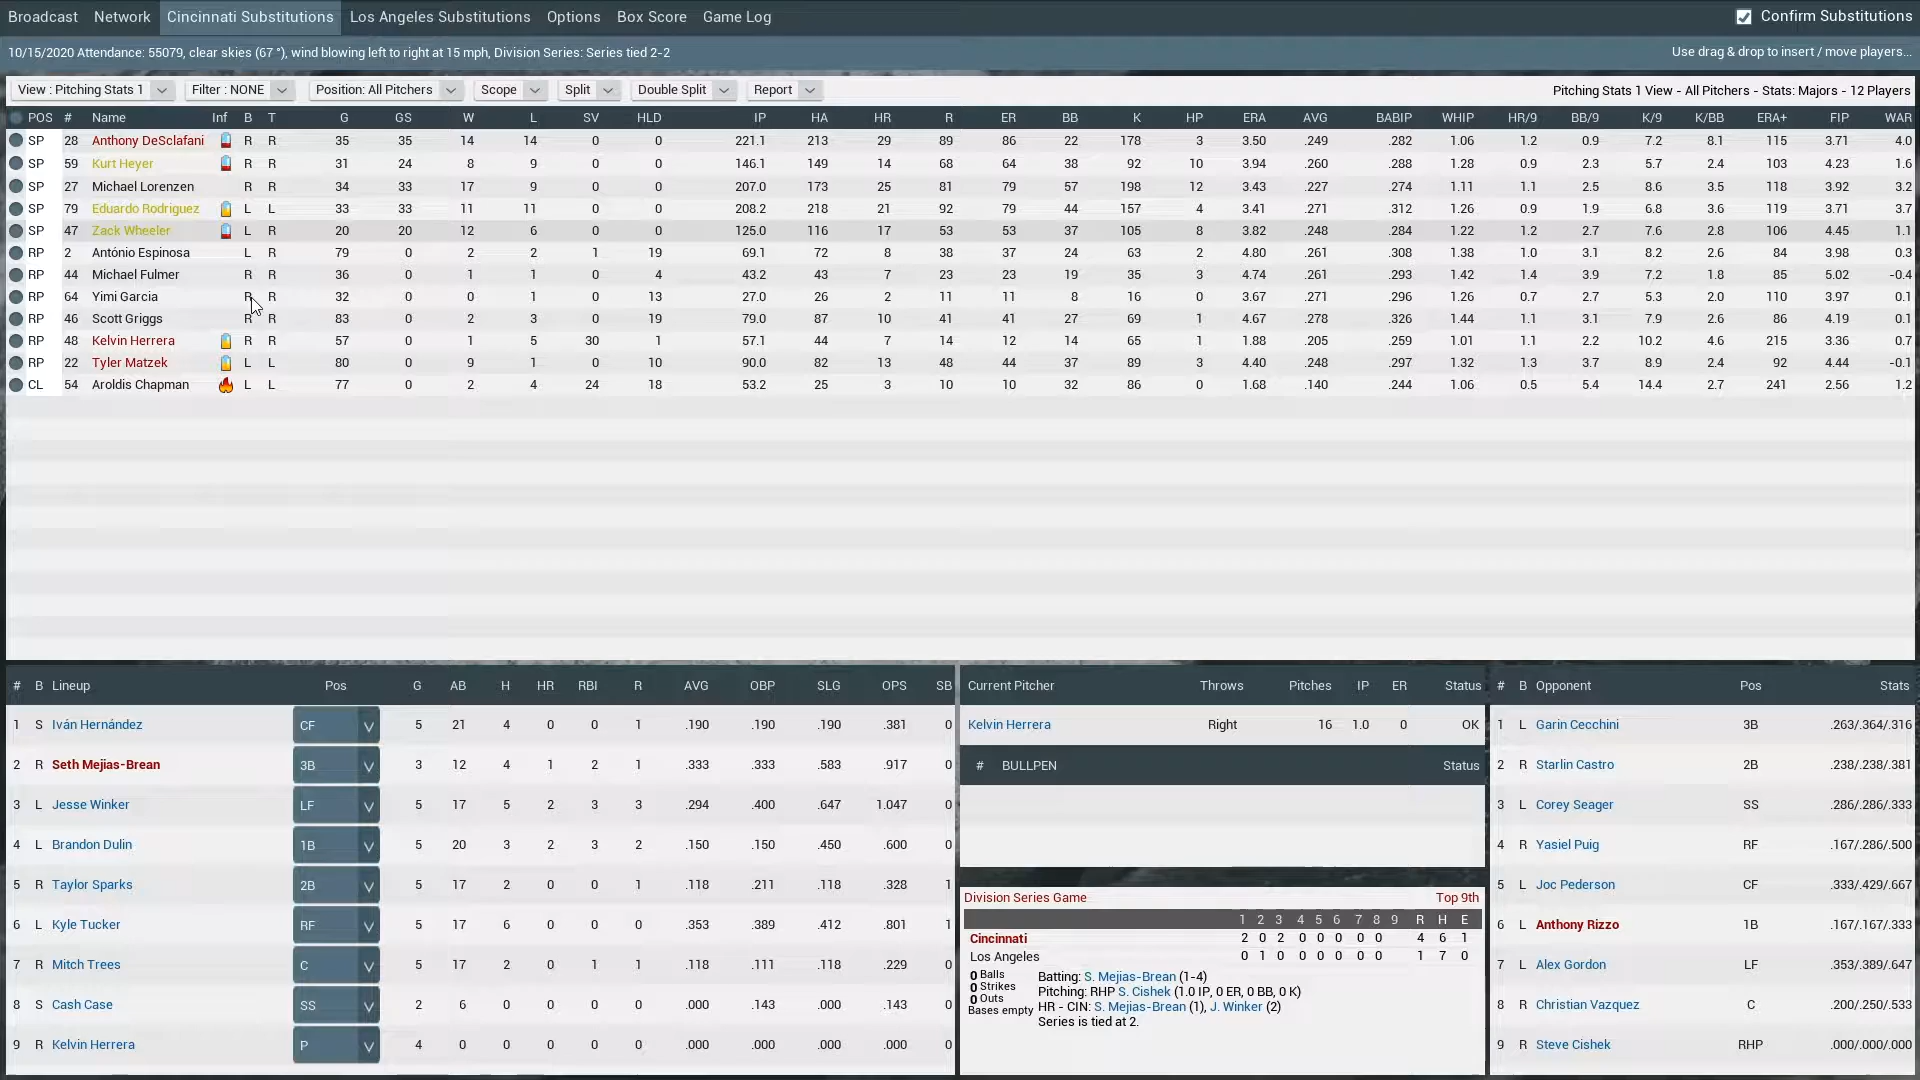 Broadcast Network Cincinnati Substitutions Los Angeles Substitutions Options Box Score Game Log Confirm Substitutions
10/15/2020 Attendance: 55079, clear skies (67 °), wind blowing left to right at 15 mph, Division Series: Series tied 2-2 Use drag & drop to insert / move players...
View : Pitching Stats 1 Filter : NONE Position: All Pitchers Scope Split Double Split Report Pitching Stats 1 View - All Pitchers - Stats: Majors - 12 Players
POS # Name Inf B T G GS W L SV HLD IP HA HR R ER BB K HP ERA AVG BABIP WHIP HR/9 BB/9 K/9 K/BB ERA+ FIP WAR
SP 28 Anthony DeSclafani R R 35 35 14 14 0 0 221.1 213 29 89 86 22 178 3 3.50 .249 .282 1.06 1.2 0.9 7.2 8.1 115 3.71 4.0
SP 59 Kurt Heyer R R 31 24 8 9 0 0 146.1 149 14 68 64 38 92 10 3.94 .260 .288 1.28 0.9 2.3 5.7 2.4 103 4.23 1.6
SP 27 Michael Lorenzen R R 34 33 17 9 0 0 207.0 173 25 81 79 57 198 12 3.43 .227 .274 1.11 1.1 2.5 8.6 3.5 118 3.92 3.2
SP 79 Eduardo Rodriguez L L 33 33 11 11 0 0 208.2 218 21 92 79 44 157 4 3.41 .271 .312 1.26 0.9 1.9 6.8 3.6 119 3.71 3.7
SP 47 Zack Wheeler L R 20 20 12 6 0 0 125.0 116 17 53 53 37 105 8 3.82 .248 .284 1.22 1.2 2.7 7.6 2.8 106 4.45 1.1
RP 2 António Espinosa L R 79 0 2 2 1 19 69.1 72 8 38 37 24 63 2 4.80 .261 .308 1.38 1.0 3.1 8.2 2.6 84 3.98 0.3
RP 44 Michael Fulmer R R 36 0 1 1 0 4 43.2 43 7 23 23 19 35 3 4.74 .261 .293 1.42 1.4 3.9 7.2 1.8 85 5.02 -0.4
RP 64 Yimi Garcia R R 32 0 0 1 0 13 27.0 26 2 11 11 8 16 0 3.67 .271 .296 1.26 0.7 2.7 5.3 2.0 110 3.97 0.1
RP 46 Scott Griggs R R 83 0 2 3 0 19 79.0 87 10 41 41 27 69 1 4.67 .278 .326 1.44 1.1 3.1 7.9 2.6 86 4.19 0.1
RP 48 Kelvin Herrera R R 57 0 1 5 30 1 57.1 44 7 14 12 14 65 1 1.88 .205 .259 1.01 1.1 2.2 10.2 4.6 215 3.36 0.7
RP 22 Tyler Matzek L L 80 0 9 1 0 10 90.0 82 13 48 44 37 89 3 4.40 .248 .297 1.32 1.3 3.7 8.9 2.4 92 4.44 -0.1
CL 54 Aroldis Chapman L L 77 0 2 4 24 18 53.2 25 3 10 10 32 86 0 1.68 .140 .244 1.06 0.5 5.4 14.4 2.7 241 2.56 1.2
# B Lineup Pos G AB H HR RBI R AVG OBP SLG OPS SB
1 S Iván Hernández CF 5 21 4 0 0 1 .190 .190 .190 .381 0
2 R Seth Mejias-Brean 3B 3 12 4 1 2 1 .333 .333 .583 .917 0
3 L Jesse Winker LF 5 17 5 2 3 3 .294 .400 .647 1.047 0
4 L Brandon Dulin 1B 5 20 3 2 3 2 .150 .150 .450 .600 0
5 R Taylor Sparks 2B 5 17 2 0 0 1 .118 .211 .118 .328 1
6 L Kyle Tucker RF 5 17 6 0 0 0 .353 .389 .412 .801 1
7 R Mitch Trees C 5 17 2 0 1 1 .118 .111 .118 .229 0
8 S Cash Case SS 2 6 0 0 0 0 .000 .143 .000 .143 0
9 R Kelvin Herrera P 4 0 0 0 0 0 .000 .000 .000 .000 0
Current Pitcher Throws Pitches IP ER Status
Kelvin Herrera Right 16 1.0 0 OK
# BULLPEN Status
Division Series Game Top 9th
1 2 3 4 5 6 7 8 9 R H E
Cincinnati 2 0 2 0 0 0 0 0 4 6 1
Los Angeles 0 1 0 0 0 0 0 0 1 7 0
0 Balls
0 Strikes
0 Outs
Bases empty
Batting: S. Mejias-Brean (1-4)
Pitching: RHP S. Cishek (1.0 IP, 0 ER, 0 BB, 0 K)
HR - CIN: S. Mejias-Brean (1), J. Winker (2)
Series is tied at 2.
# B Opponent Pos Stats
1 L Garin Cecchini 3B .263/.364/.316
2 R Starlin Castro 2B .238/.238/.381
3 L Corey Seager SS .286/.286/.333
4 R Yasiel Puig RF .167/.286/.500
5 L Joc Pederson CF .333/.429/.667
6 L Anthony Rizzo 1B .167/.167/.333
7 L Alex Gordon LF .353/.389/.647
8 R Christian Vazquez C .200/.250/.533
9 R Steve Cishek RHP .000/.000/.000